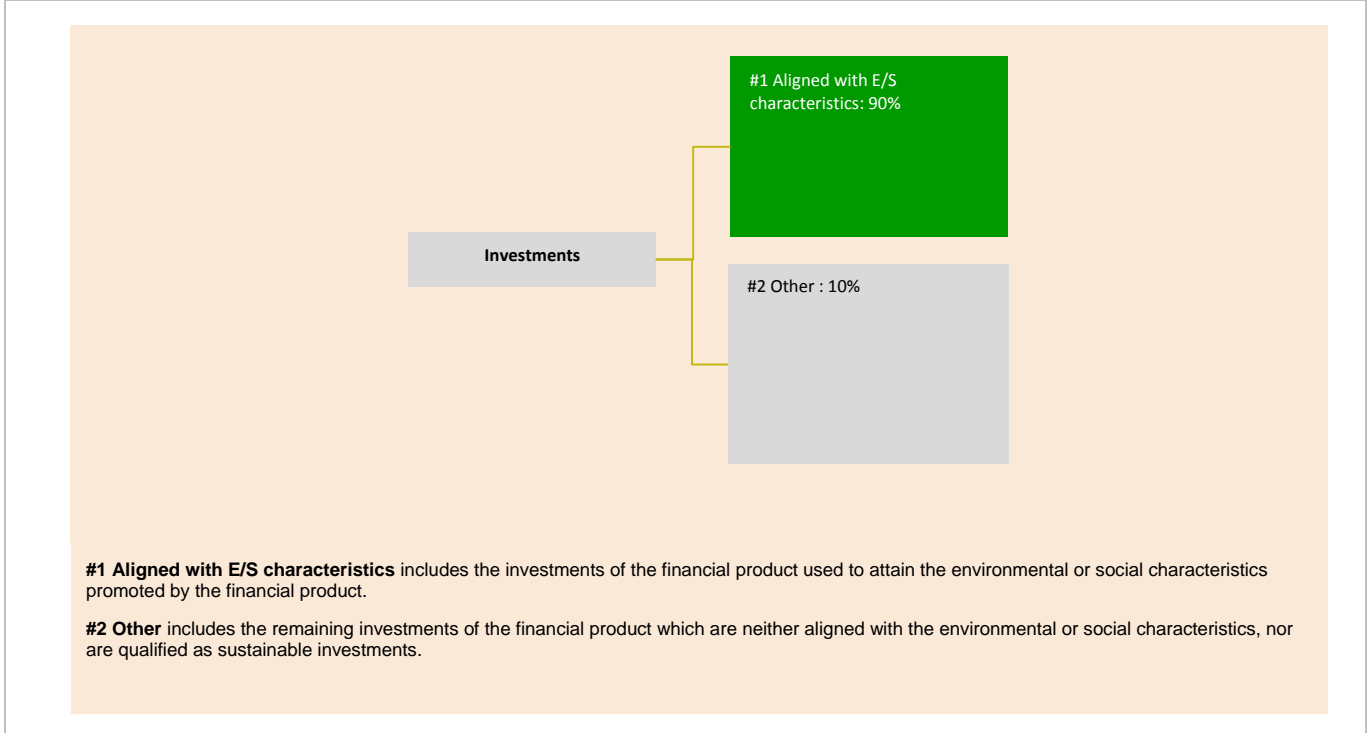 #1 Aligned with E/S
characteristics: 90%
Investments
#2 Other : 10%
#1 Aligned with E/S characteristics includes the investments of the financial product used to attain the environmental or social characteristics
promoted by the financial product.
#2 Other includes the remaining investments of the financial product which are neither aligned with the environmental or social characteristics, nor
are qualified as sustainable investments.